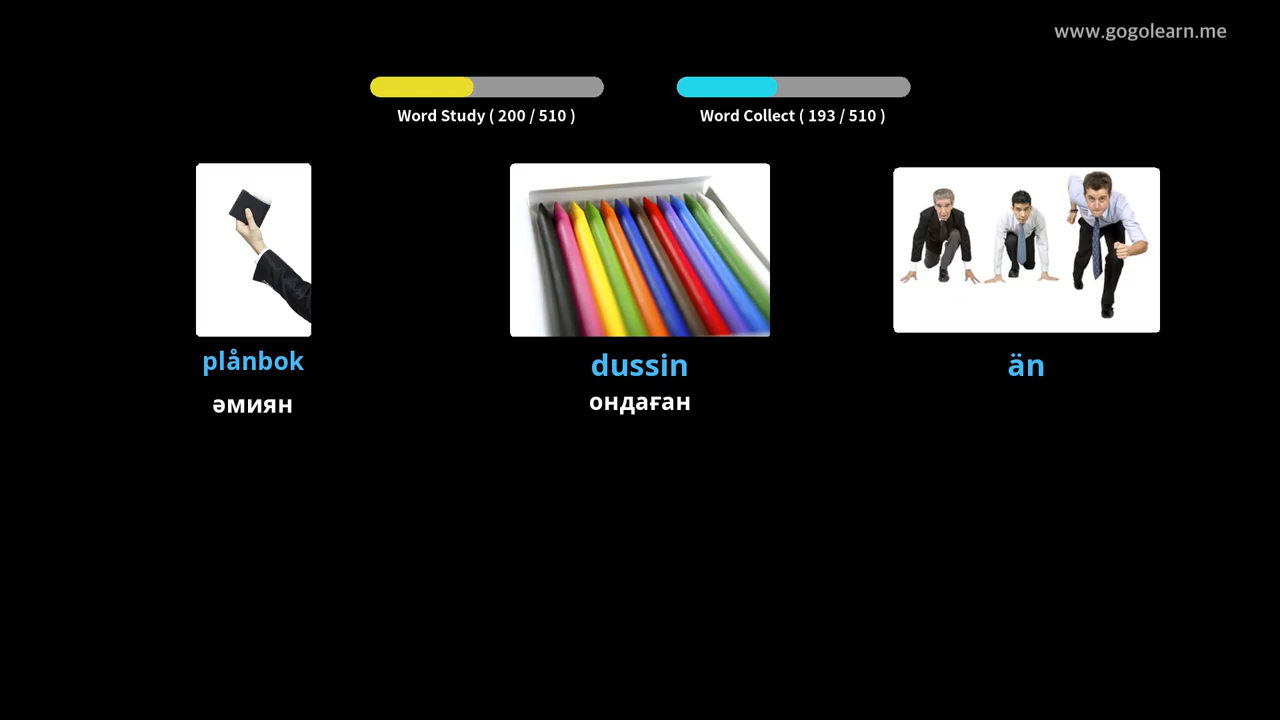 www.gogolearn.me
Word Study ( 200 / 510 )
Word Collect ( 193 / 510 )
plånbok
әмиян
dussin
ондаған
än